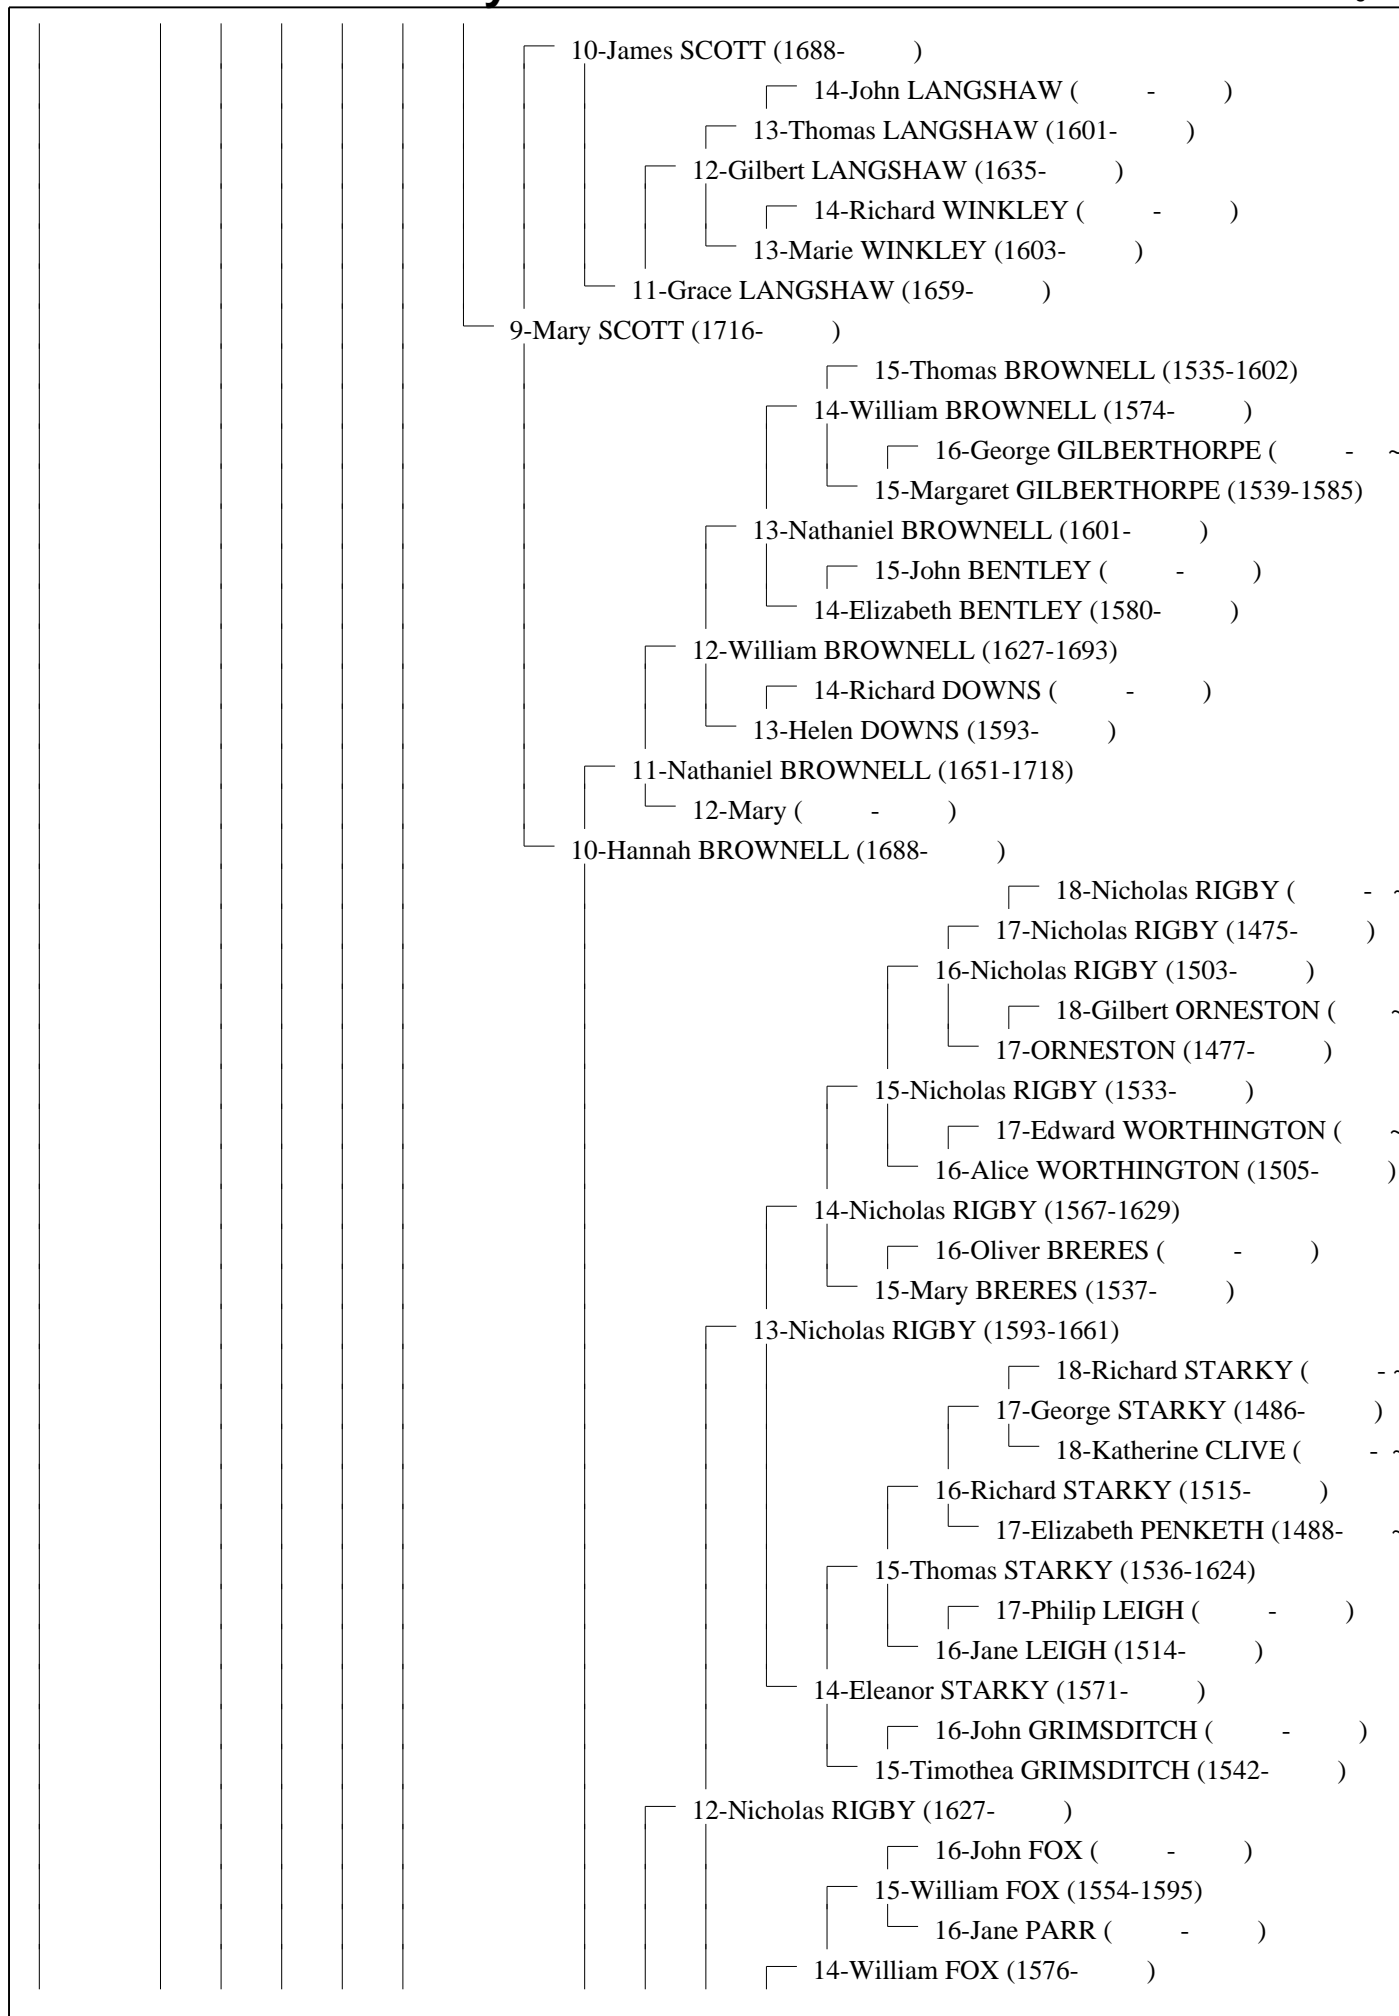 10-James SCOTT (1688- )
14-John LANGSHAW ( - )
13-Thomas LANGSHAW (1601- )
12-Gilbert LANGSHAW (1635- )
14-Richard WINKLEY ( - )
13-Marie WINKLEY (1603- )
11-Grace LANGSHAW (1659- )
9-Mary SCOTT (1716- )
15-Thomas BROWNELL (1535-1602)
14-William BROWNELL (1574- )
16-George GILBERTHORPE ( - ~
15-Margaret GILBERTHORPE (1539-1585)
13-Nathaniel BROWNELL (1601- )
15-John BENTLEY ( - )
14-Elizabeth BENTLEY (1580- )
12-William BROWNELL (1627-1693)
14-Richard DOWNS ( - )
13-Helen DOWNS (1593- )
11-Nathaniel BROWNELL (1651-1718)
12-Mary ( - )
10-Hannah BROWNELL (1688- )
18-Nicholas RIGBY ( - ~
17-Nicholas RIGBY (1475- )
16-Nicholas RIGBY (1503- )
18-Gilbert ORNESTON ( ~
17-ORNESTON (1477- )
15-Nicholas RIGBY (1533- )
17-Edward WORTHINGTON ( ~
16-Alice WORTHINGTON (1505- )
14-Nicholas RIGBY (1567-1629)
16-Oliver BRERES ( - )
15-Mary BRERES (1537- )
13-Nicholas RIGBY (1593-1661)
18-Richard STARKY ( - ~
17-George STARKY (1486- )
18-Katherine CLIVE ( - ~
16-Richard STARKY (1515- )
17-Elizabeth PENKETH (1488- ~
15-Thomas STARKY (1536-1624)
17-Philip LEIGH ( - )
16-Jane LEIGH (1514- )
14-Eleanor STARKY (1571- )
16-John GRIMSDITCH ( - )
15-Timothea GRIMSDITCH (1542- )
12-Nicholas RIGBY (1627- )
16-John FOX ( - )
15-William FOX (1554-1595)
16-Jane PARR ( - )
14-William FOX (1576- )